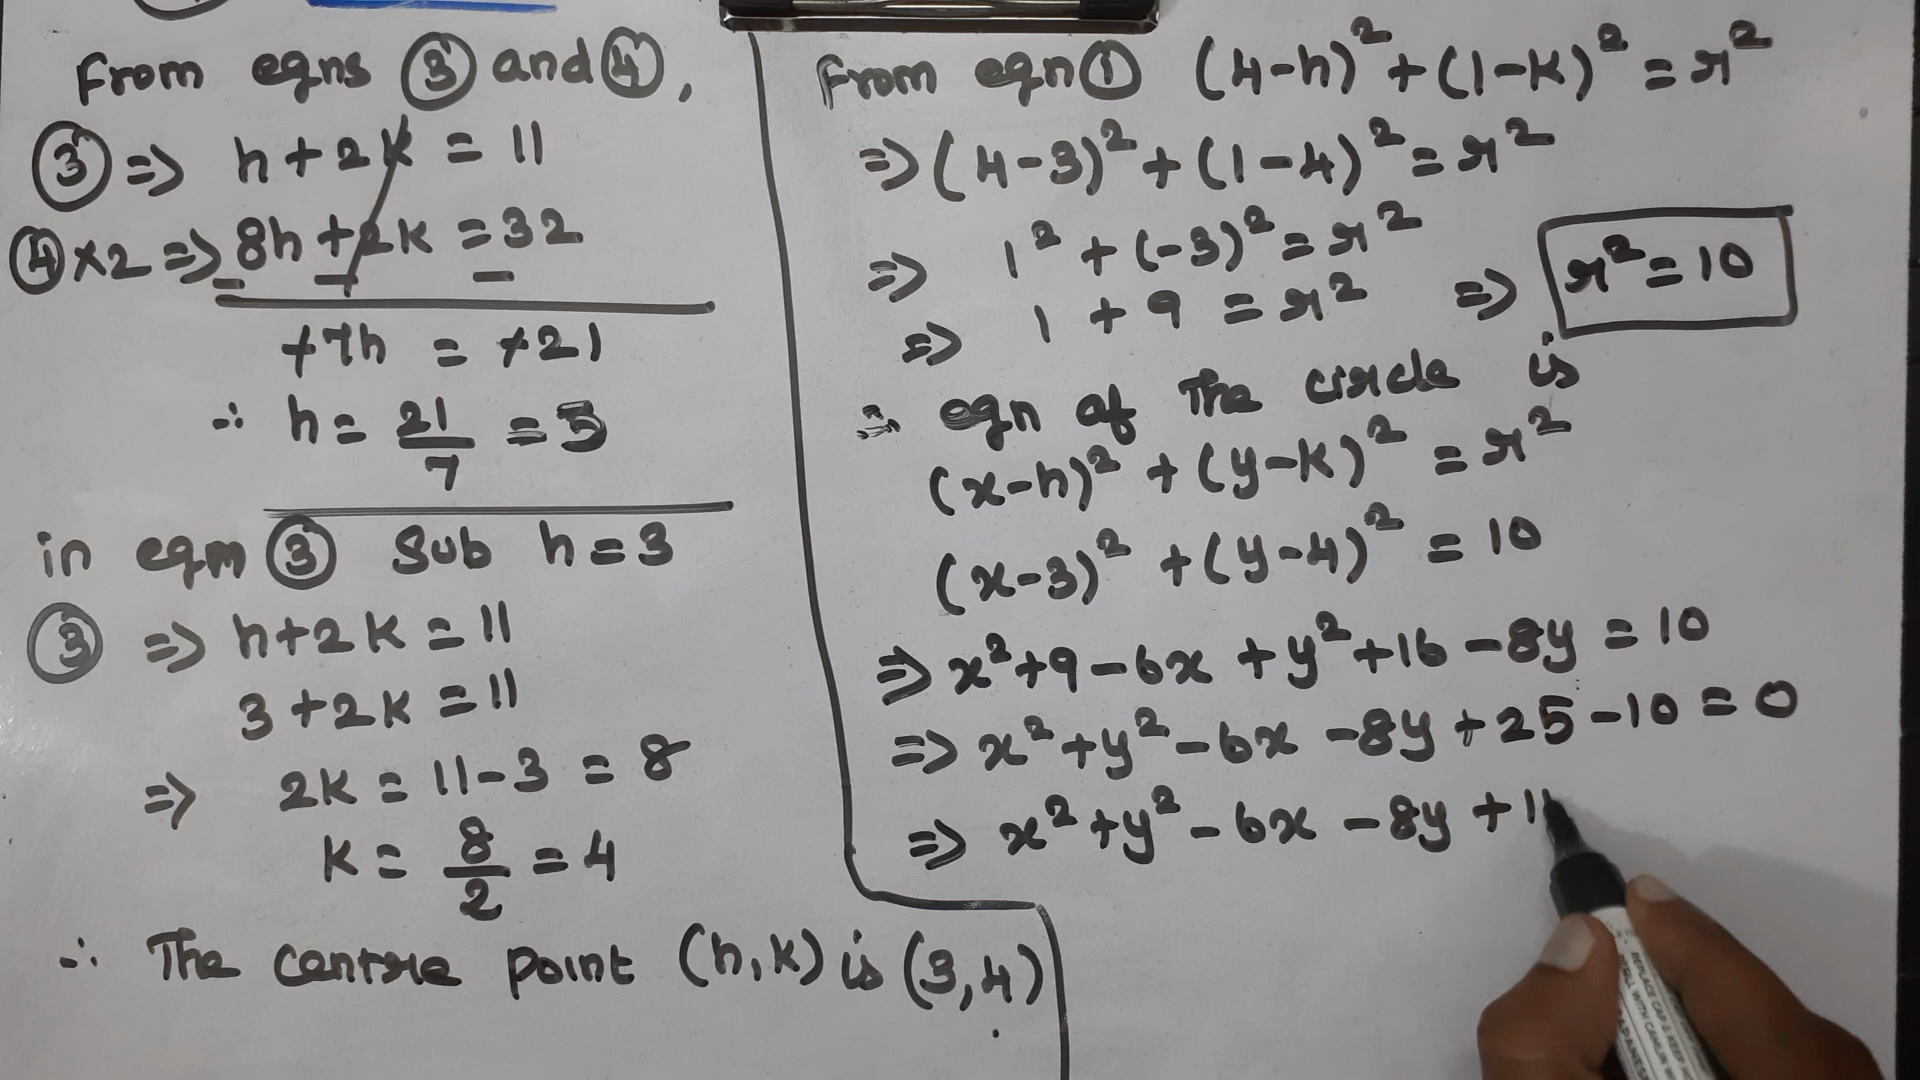 From eqns ③ and ④,
③ => h+2k = 11
④×2 => 8h+2k = 32
- - -
+7h = +21
∴ h = 21/7 = 3
in eqn ③ Sub h=3
③ => h+2k = 11
3+2k = 11
=> 2k = 11-3 = 8
k = 8/2 = 4
∴ The centre point (h,k) is (3,4)
From eqn ① (4-h)²+(1-k)² = r²
=> (4-3)²+(1-4)² = r²
=> 1²+(-3)² = r²
=> 1+9 = r² => r² = 10
∴ eqn of the circle is
(x-h)²+(y-k)² = r²
(x-3)²+(y-4)² = 10
=> x²+9-6x+y²+16-8y = 10
=> x²+y²-6x-8y+25-10 = 0
=> x²+y²-6x-8y+1
REPLACE CAP &